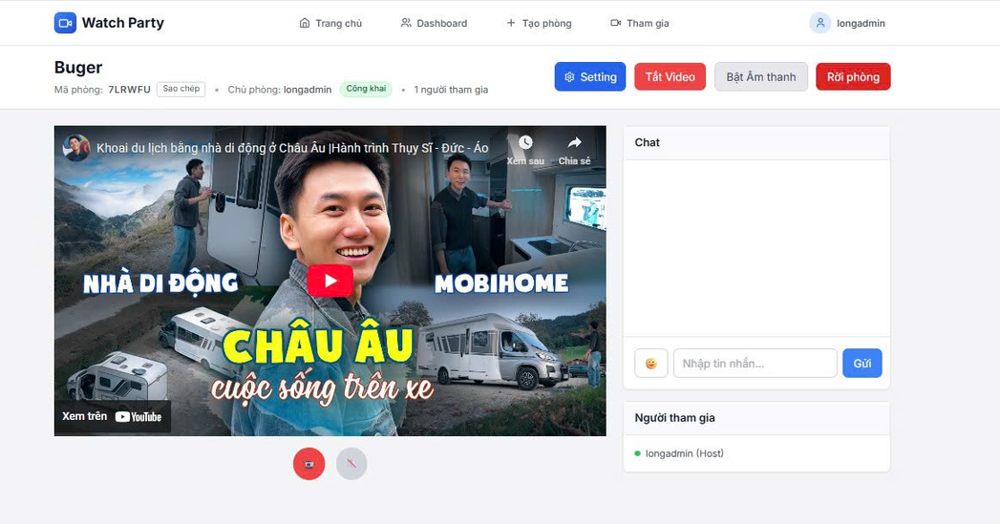 Watch Party
Trang chủ
Dashboard
Tạo phòng
Tham gia
longadmin
Buger
Mã phòng: 7LRWFU Sao chép • Chủ phòng: longadmin Công khai • 1 người tham gia
Setting
Tắt Video
Bật Âm thanh
Rời phòng
Khoai du lịch bằng nhà di động ở Châu Âu |Hành trình Thụy Sĩ - Đức - Áo
Xem sau
Chia sẻ
NHÀ DI ĐỘNG
MOBIHOME
CHÂU ÂU
cuộc sống trên xe
Xem trên YouTube
Chat
Nhập tin nhắn...
Gửi
Người tham gia
longadmin (Host)